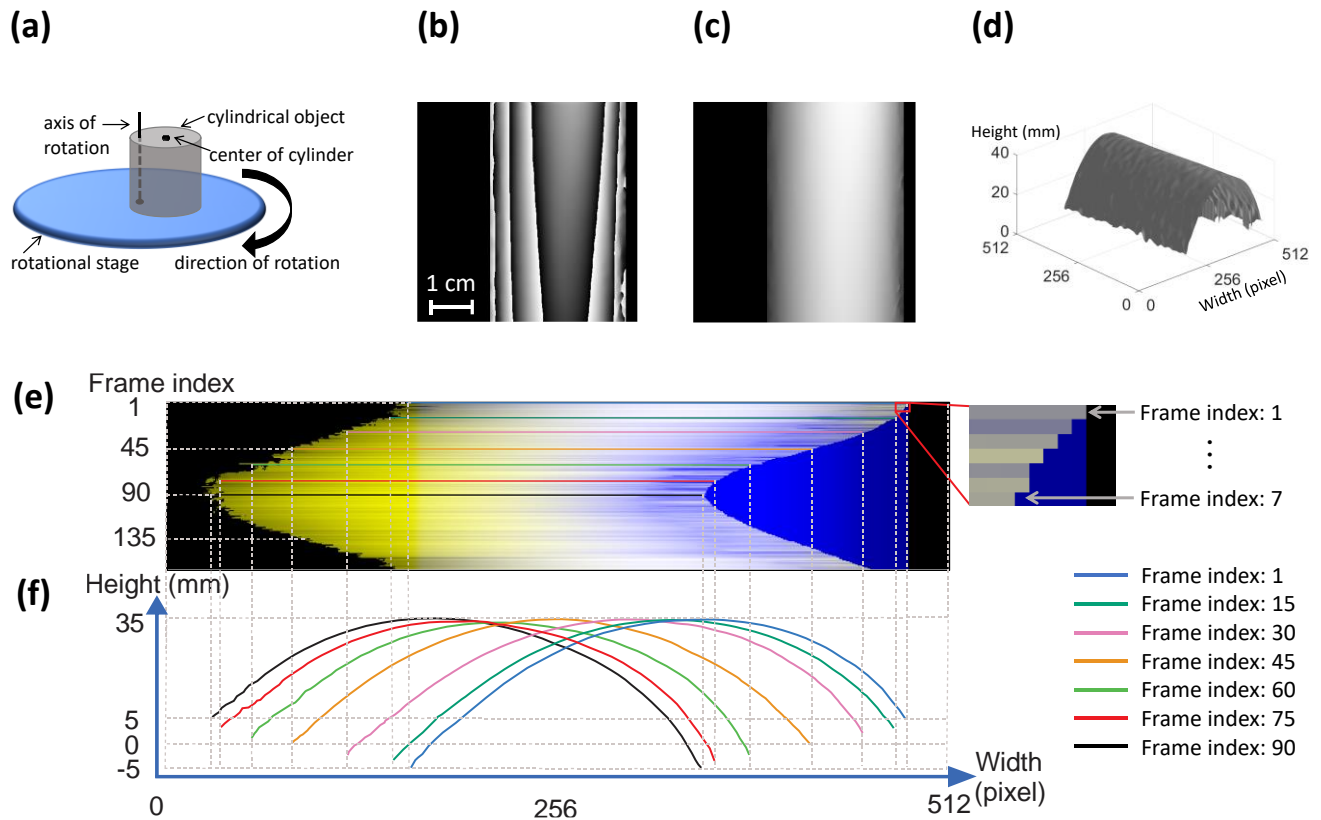 (a)
(b)
(c)
(d)
axis of
rotation
cylindrical object
center of cylinder
rotational stage
direction of rotation
1 cm
Height (mm)
40
20
0
512
256
0
0
256
512
Width (pixel)
(e)
Frame index
1
45
90
135
Frame index: 1
⋮
Frame index: 7
(f)
Height (mm)
35
5
0
-5
0
256
512
Width
(pixel)
Frame index: 1
Frame index: 15
Frame index: 30
Frame index: 45
Frame index: 60
Frame index: 75
Frame index: 90